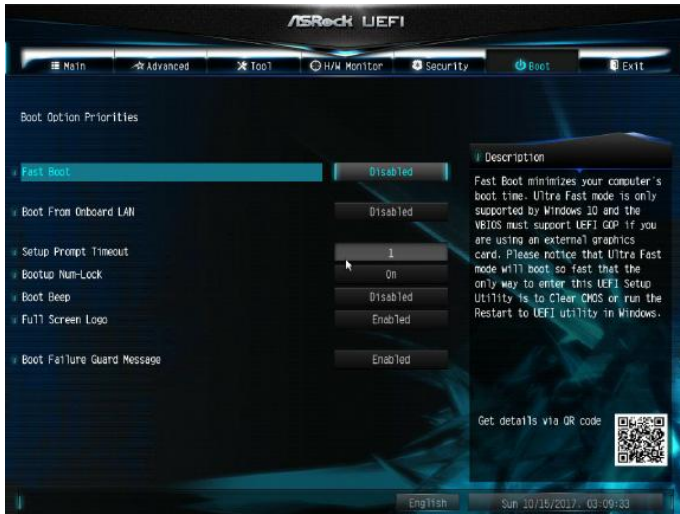 ASRock UEFI
Main Advanced Tool H/W Monitor Security Boot Exit
Boot Option Priorities
Fast Boot Disabled
Boot From Onboard LAN Disabled
Setup Prompt Timeout 1
Bootup Num-Lock On
Boot Beep Disabled
Full Screen Logo Enabled
Boot Failure Guard Message Enabled
Description
Fast Boot minimizes your computer's
boot time. Ultra Fast mode is only
supported by Windows 10 and the
VBIOS must support UEFI GOP if you
are using an external graphics
card. Please notice that Ultra Fast
mode will boot so fast that the
only way to enter this UEFI Setup
Utility is to Clear CMOS or run the
Restart to UEFI utility in Windows.
Get details via QR code
English Sun 10/15/2017. 03:09:33